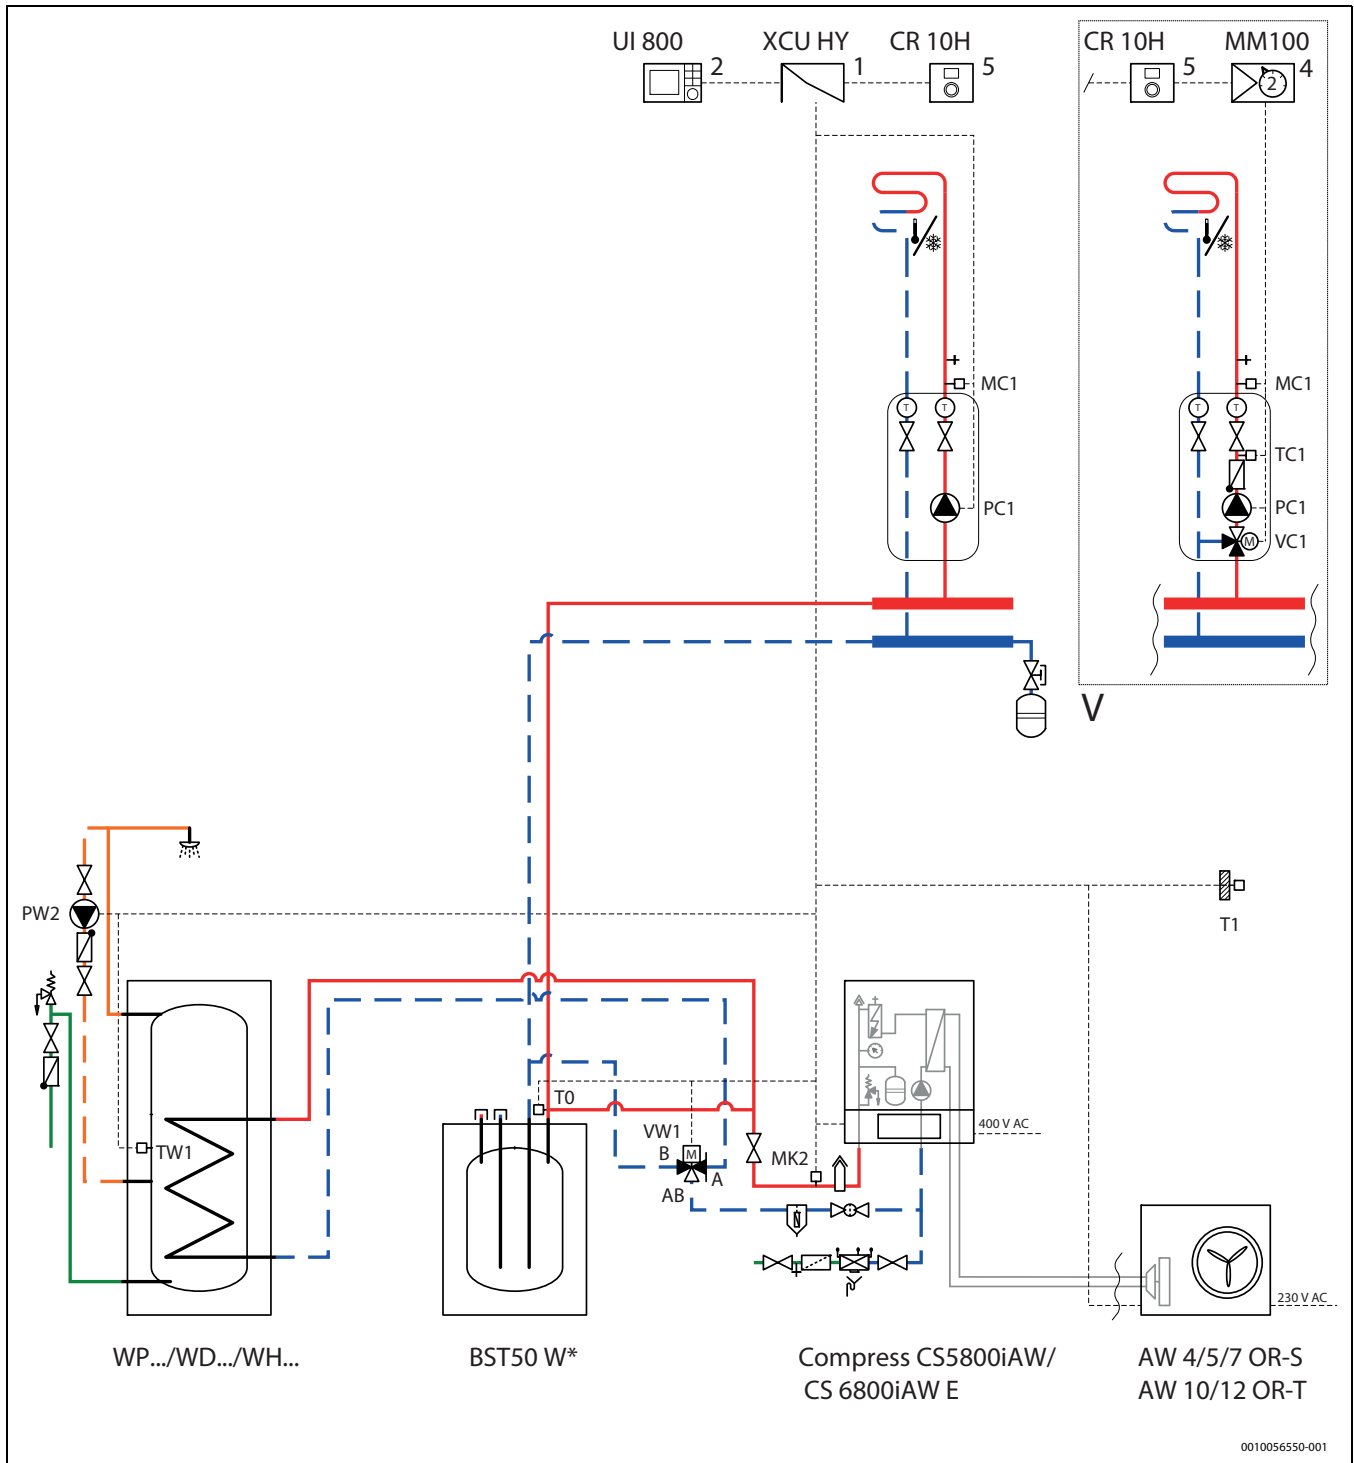 UI 800
XCU HY
CR 10H
CR 10H
MM100
2
1
5
5
4
2
MC1
MC1
T
T
T
T
TC1
PC1
PC1
M
VC1
V
PW2
T1
T0
400 V AC
VW1
TW1
B
M
MK2
A
AB
230 V AC
WP.../WD.../WH...
BST50 W*
Compress CS5800iAW/
CS 6800iAW E
AW 4/5/7 OR-S
AW 10/12 OR-T
0010056550-001